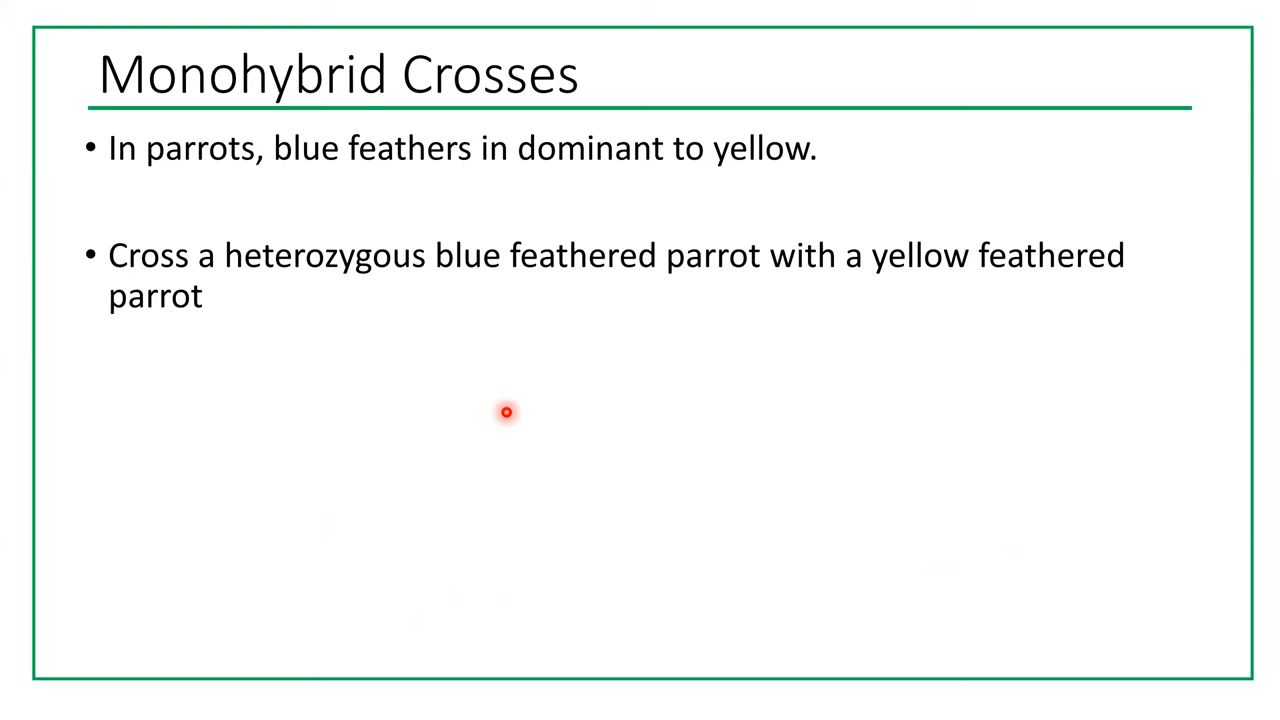 Monohybrid Crosses
• In parrots, blue feathers in dominant to yellow.
• Cross a heterozygous blue feathered parrot with a yellow feathered
parrot